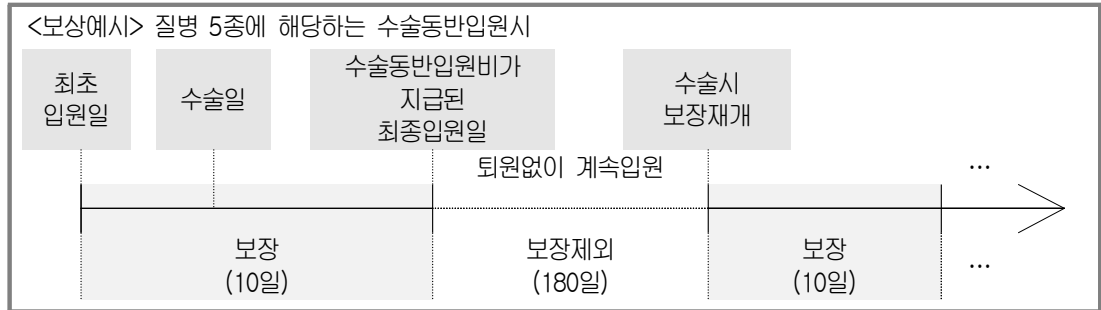 <보상예시> 질병 5종에 해당하는 수술동반입원시
최초
입원일
수술일
수술동반입원비가
지급된
최종입원일
수술시
보장재개
퇴원없이 계속입원
…
보장
(10일)
보장제외
(180일)
보장
(10일)
…